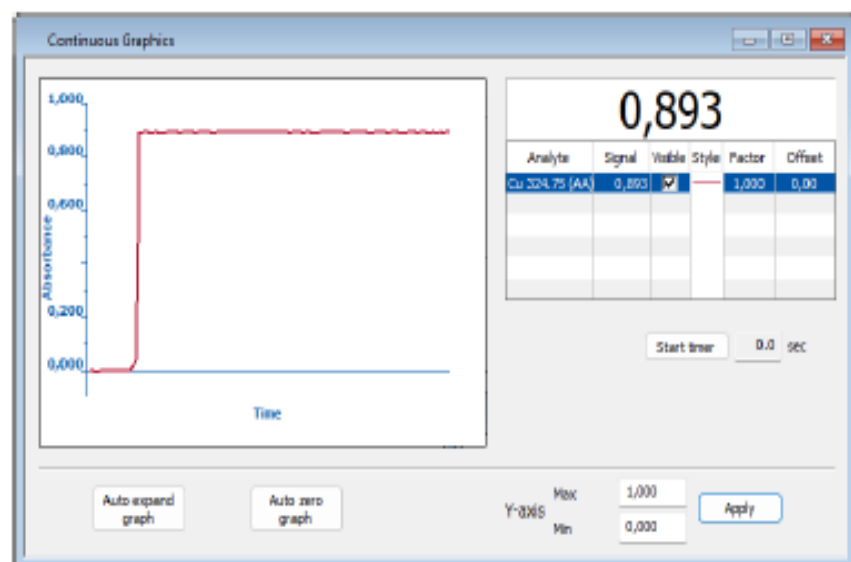 Continuous Graphics
1,000
0,800
0,600
0,200
0,000
Absorbance
Time
0,893
Analyte Signal Visible Style Factor Offset
Cu 324.75 (AA) 0,893 1,000 0,00
Start timer 0.0 sec
Auto expand
graph
Auto zero
graph
Y-axis
Max 1,000
Min 0,000
Apply